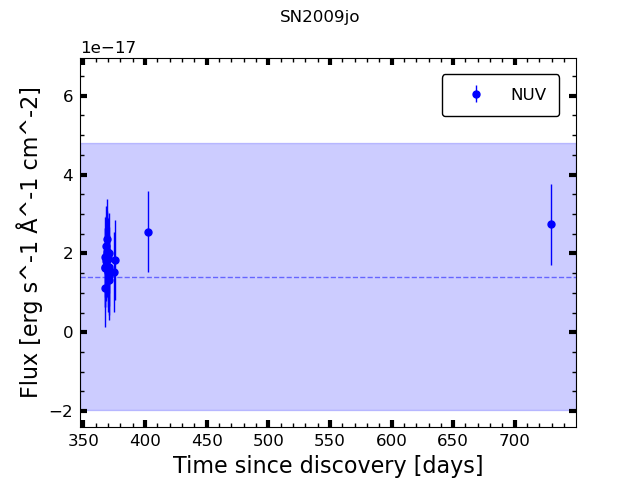 SN2009jo
1e−17
NUV
6
4
2
0
−2
Flux [erg s^-1 Å^-1 cm^-2]
350 400 450 500 550 600 650 700
Time since discovery [days]